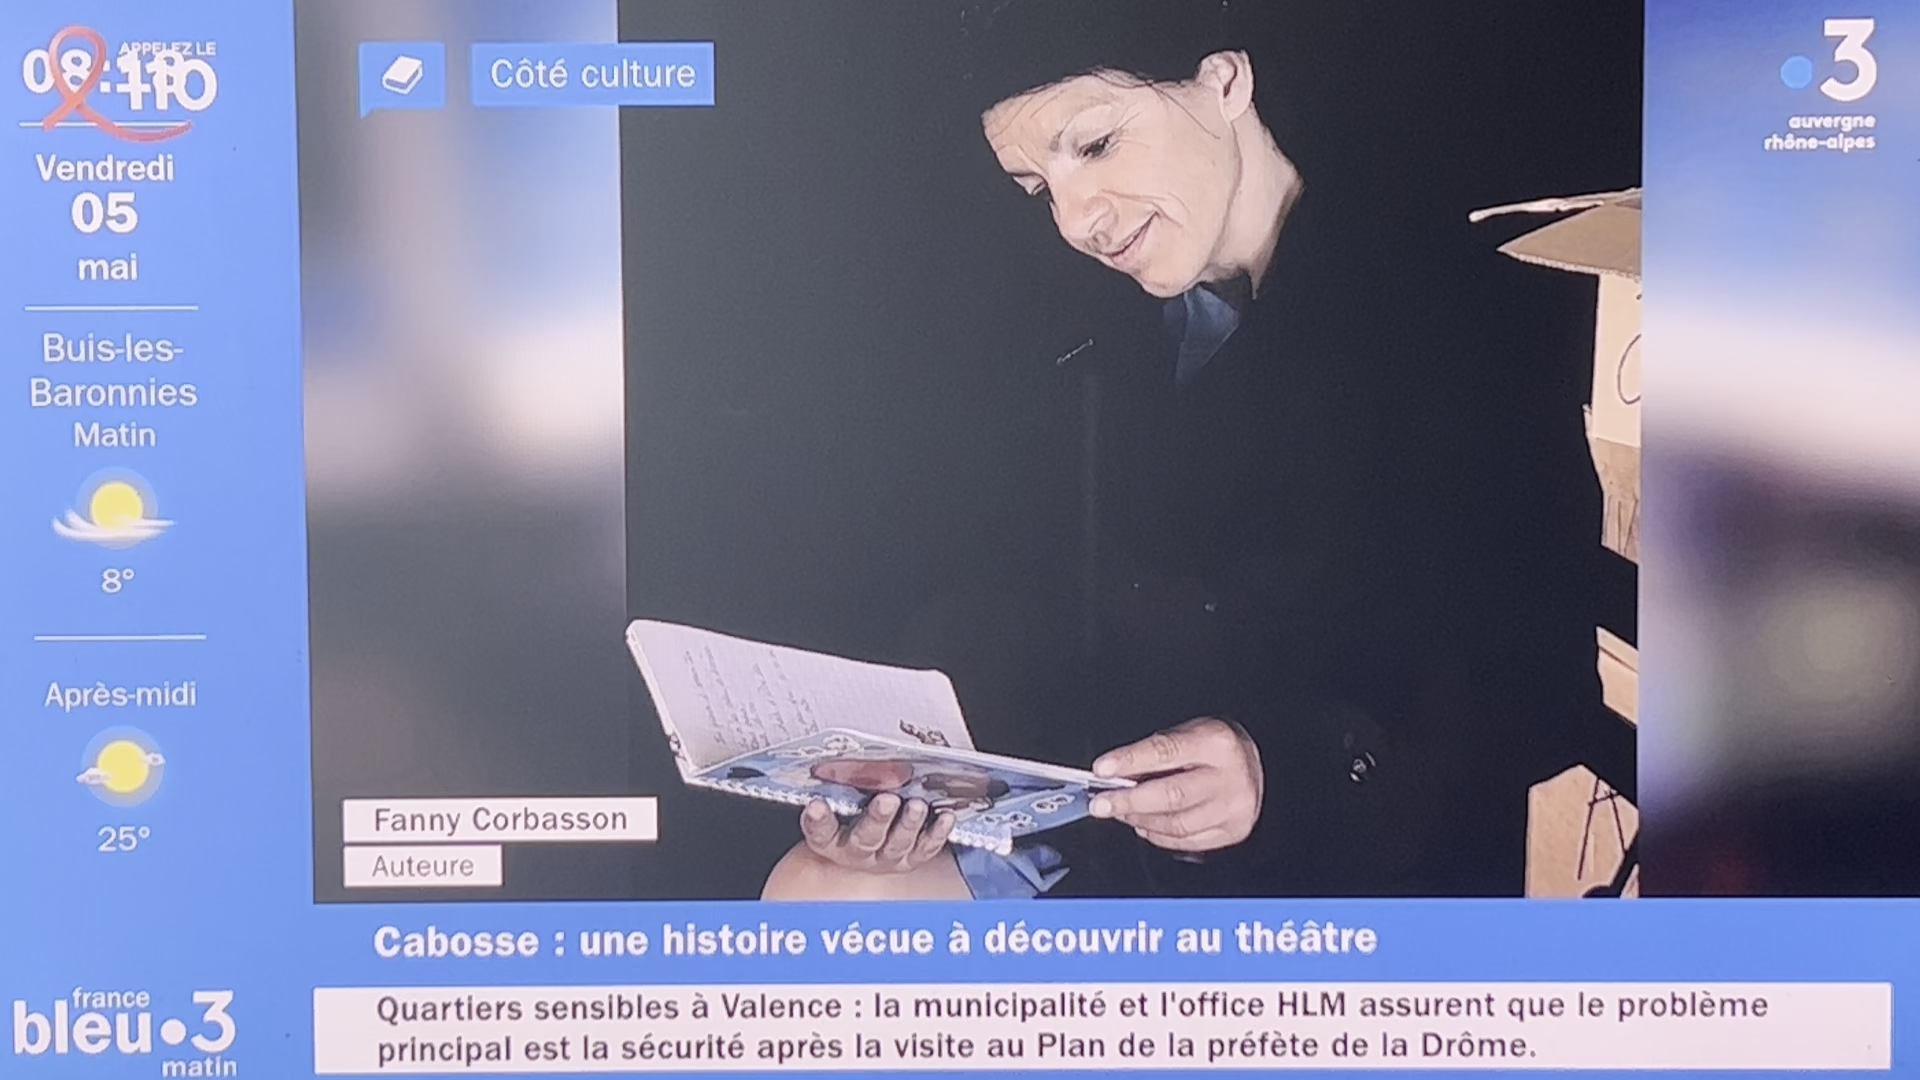 APPELEZ LE
110
Côté culture
3
auvergne
rhône-alpes
Vendredi
05
mai
Buis-les-
Baronnies
Matin
8°
Après-midi
25°
Fanny Corbasson
Auteure
Cabosse : une histoire vécue à découvrir au théâtre
france
bleu•3
matin
Quartiers sensibles à Valence : la municipalité et l'office HLM assurent que le problème
principal est la sécurité après la visite au Plan de la préfète de la Drôme.